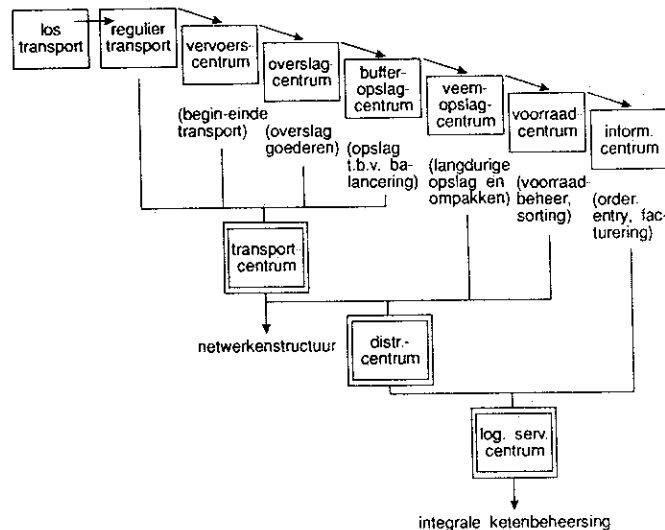 los
transport
regulier
transport
vervoers-
centrum
overslag-
centrum
buffer-
opslag-
centrum
veem-
opslag-
centrum
voorraad-
centrum
inform.
centrum
(begin-einde
transport)
(overslag
goederen)
(opslag
t.b.v. ba-
lancering)
(langdurige
opslag en
ompakken)
(voorraad-
beheer,
sorting)
(order.
entry, fac-
turering)
transport-
centrum
netwerkenstructuur
distr.-
centrum
log. serv.
centrum
integrale ketenbeheersing